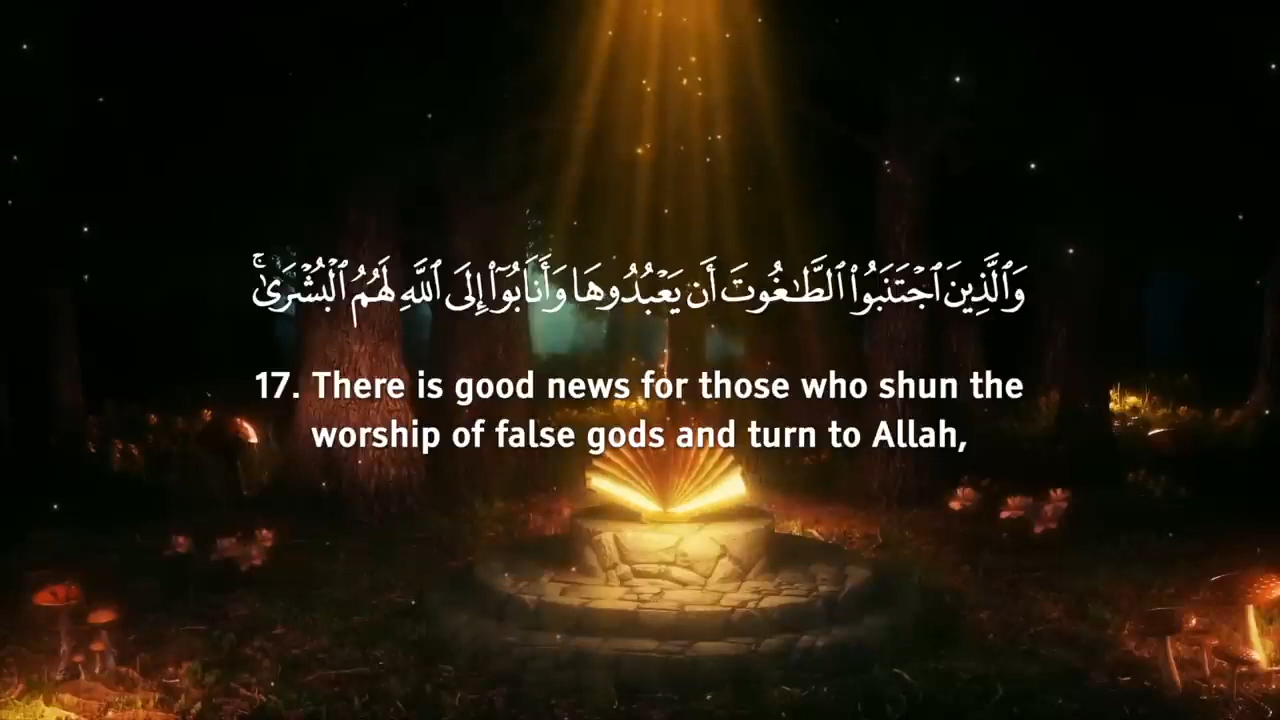 وَٱلَّذِينَ ٱجْتَنَبُوا۟ ٱلطَّـٰغُوتَ أَن يَعْبُدُوهَا وَأَنَابُوٓا۟ إِلَى ٱللَّهِ لَهُمُ ٱلْبُشْرَىٰ ۚ
17. There is good news for those who shun the
worship of false gods and turn to Allah,